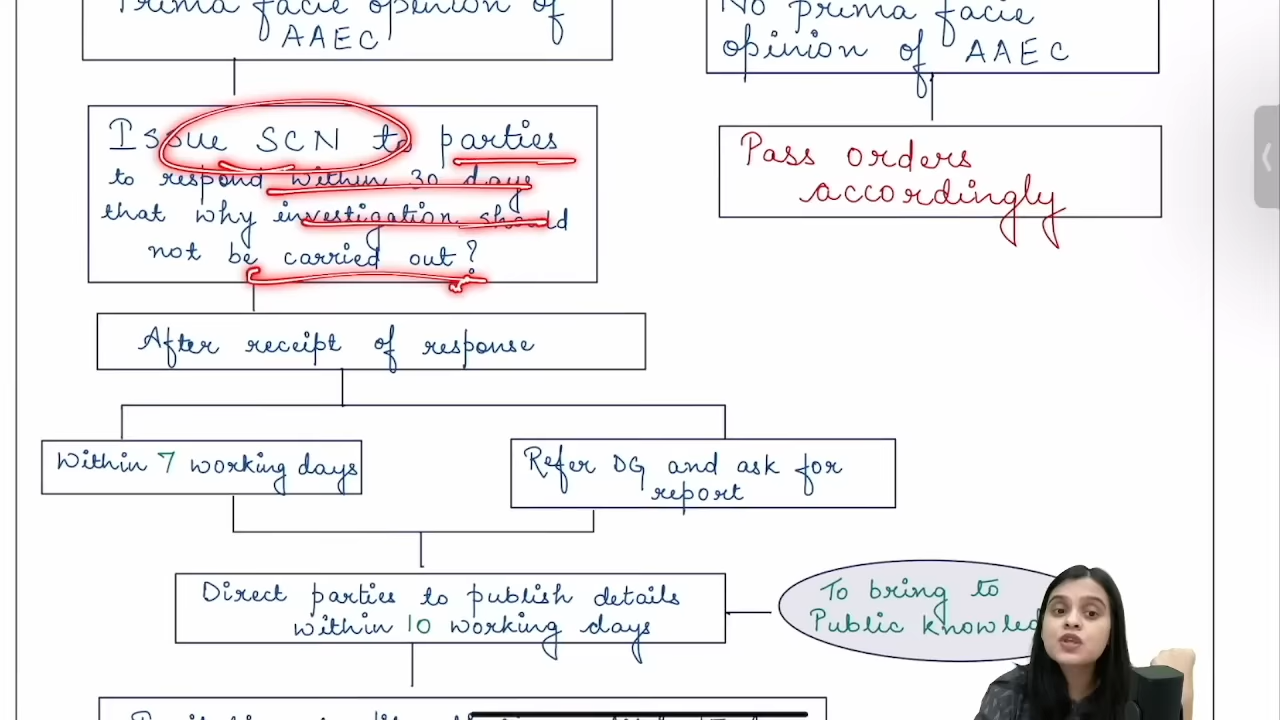 Prima facie opinion of
AAEC
No prima facie
opinion of AAEC
Issue SCN to parties
to respond within 30 days
that why investigation should
not be carried out?
Pass orders
accordingly
After receipt of response
Within 7 working days
Refer DG and ask for
report
Direct parties to publish details
within 10 working days
To bring to
Public